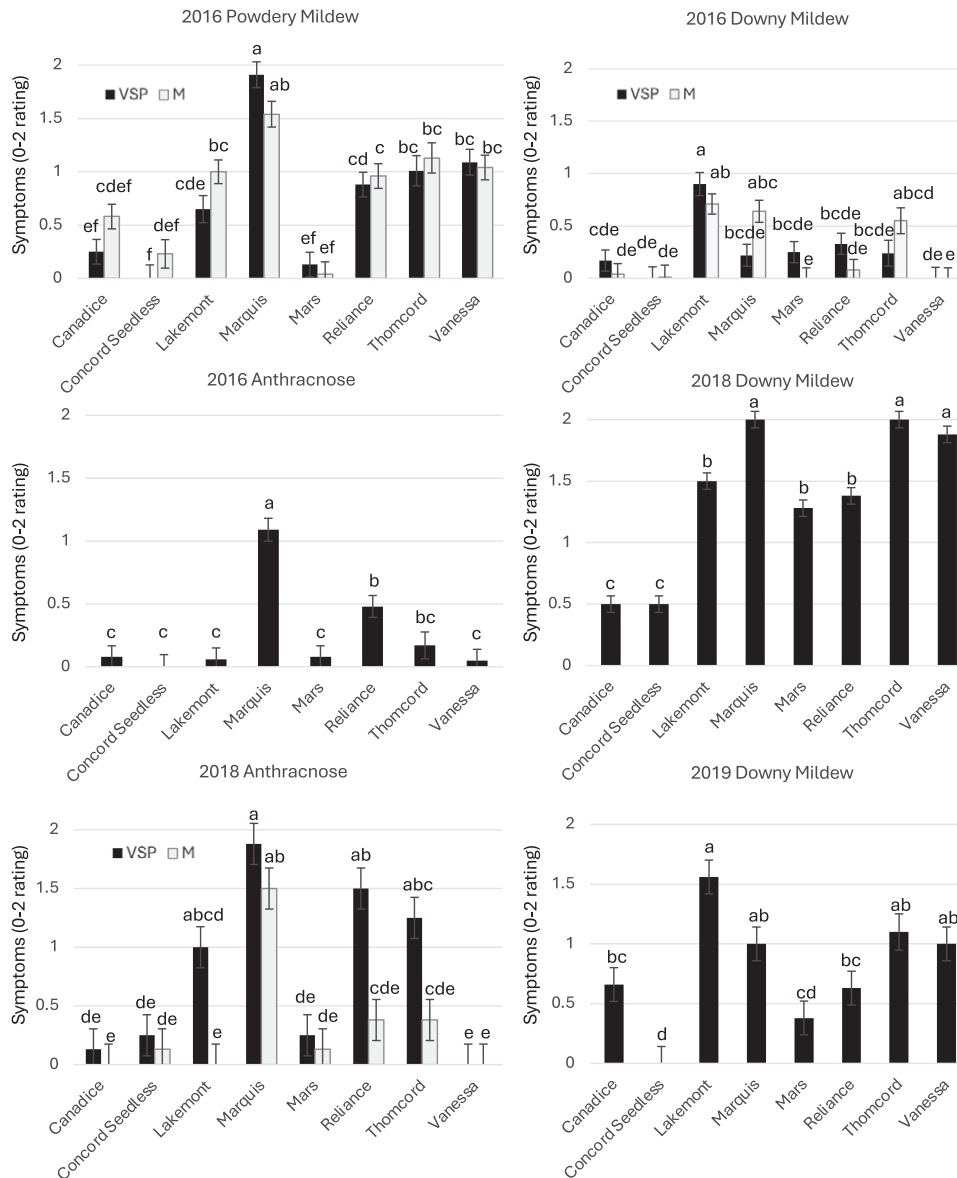 2016 Powdery Mildew
Symptoms (0-2 rating)
2
1.5
1
0.5
0
VSP M
ef cdef f def cde bc a ab ef ef cd c bc bc bc bc
Canadice
Concord Seedless
Lakemont
Marquis
Mars
Reliance
Thomcord
Vanessa
2016 Downy Mildew
Symptoms (0-2 rating)
2
1.5
1
0.5
0
VSP M
cde de de de a ab bcde abc bcde e bcde de bcde abcd de e
Canadice
Concord Seedless
Lakemont
Marquis
Mars
Reliance
Thomcord
Vanessa
2016 Anthracnose
Symptoms (0-2 rating)
2
1.5
1
0.5
0
c c c a c b bc c
Canadice
Concord Seedless
Lakemont
Marquis
Mars
Reliance
Thomcord
Vanessa
2018 Downy Mildew
Symptoms (0-2 rating)
2
1.5
1
0.5
0
c c b a b b a a
Canadice
Concord Seedless
Lakemont
Marquis
Mars
Reliance
Thomcord
Vanessa
2018 Anthracnose
Symptoms (0-2 rating)
2
1.5
1
0.5
0
VSP M
de e de de abcd e a ab de de ab cde abc cde e e
Canadice
Concord Seedless
Lakemont
Marquis
Mars
Reliance
Thomcord
Vanessa
2019 Downy Mildew
Symptoms (0-2 rating)
2
1.5
1
0.5
0
bc d a ab cd bc ab ab
Canadice
Concord Seedless
Lakemont
Marquis
Mars
Reliance
Thomcord
Vanessa